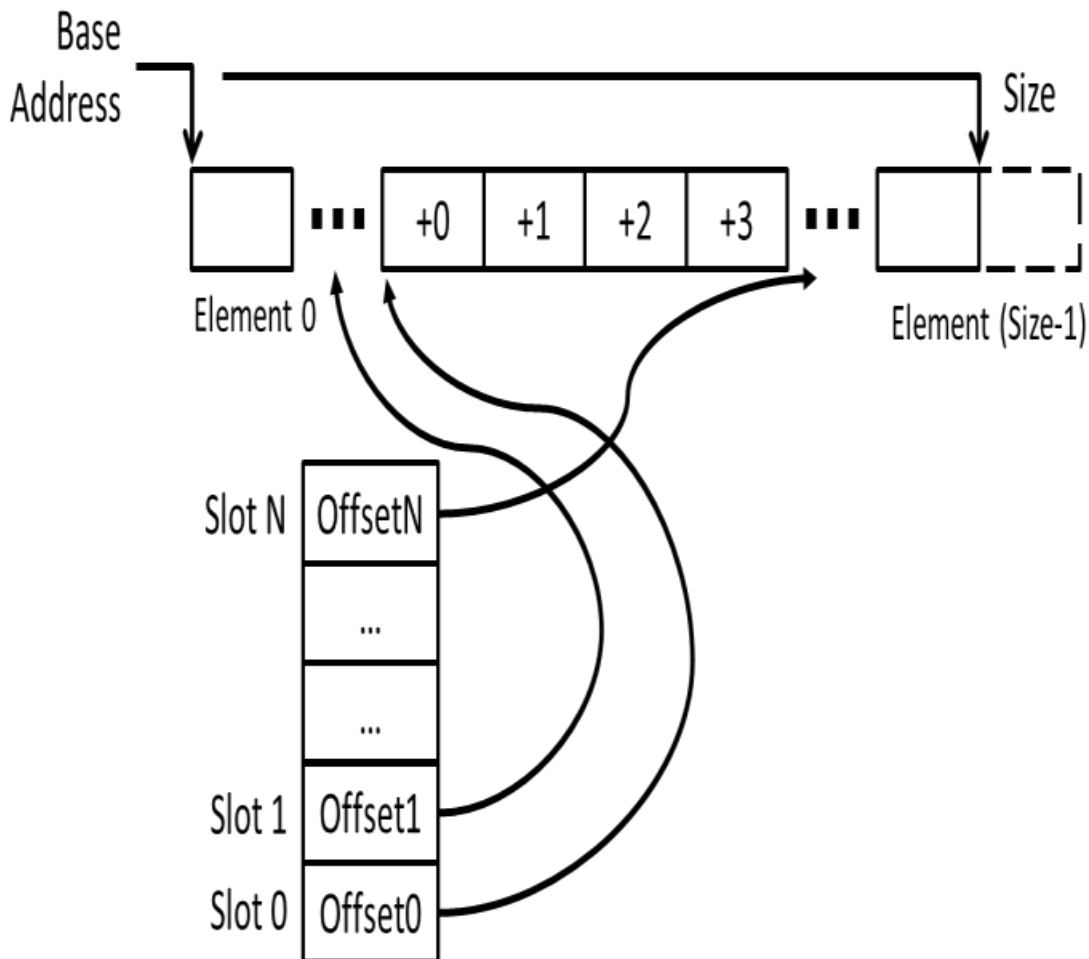 Base
Address
Size
+0 +1 +2 +3
Element 0
Element (Size-1)
Slot N OffsetN
...
...
Slot 1 Offset1
Slot 0 Offset0